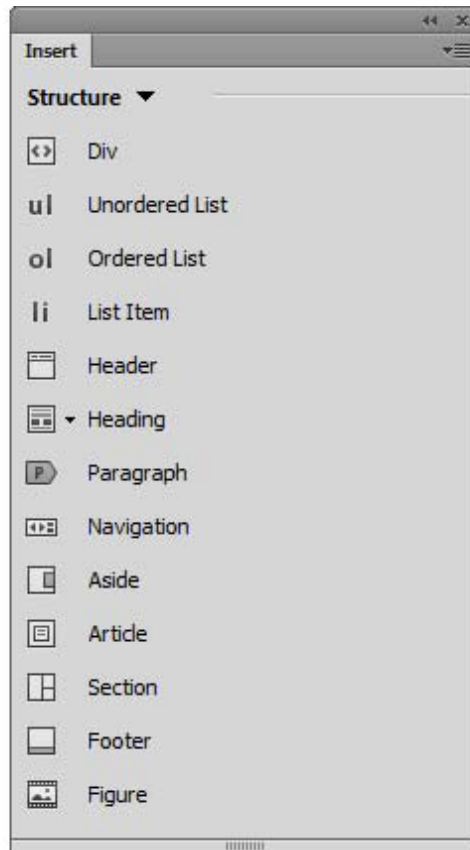 Insert
Structure
Div
ul Unordered List
ol Ordered List
li List Item
Header
Heading
P Paragraph
Navigation
Aside
Article
Section
Footer
Figure